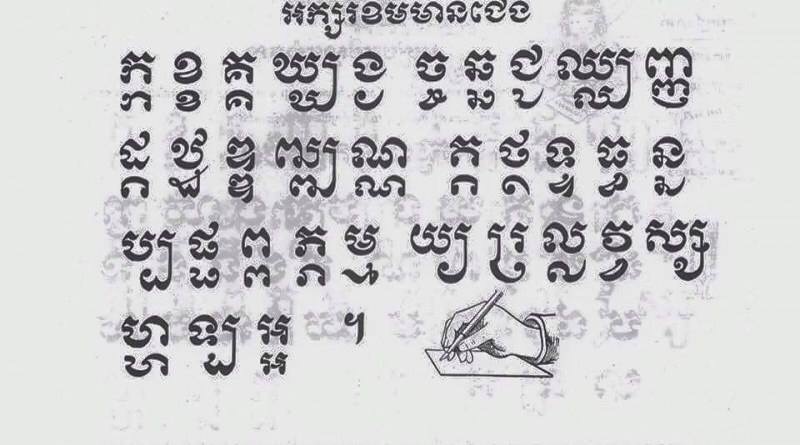 អក្សរខមមានជើង
ក្ក ខ្ខ គ្គ ឃ្ឃ ង្ង ច្ច ឆ្ឆ ជ្ជ ឈ្ឈ ញ្ញ
ដ្ដ ឋ្ឋ ឌ្ឌ ឍ្ឍ ណ្ណ ត្ត ថ្ថ ទ្ទ ធ្ធ ន្ន
ប្ប ផ្ផ ព្ព ភ្ភ ម្ម យ្យ រ្រ ល្ល វ្វ ស្ស
ហ្ហ ឡ្ឡ អ្អ ។